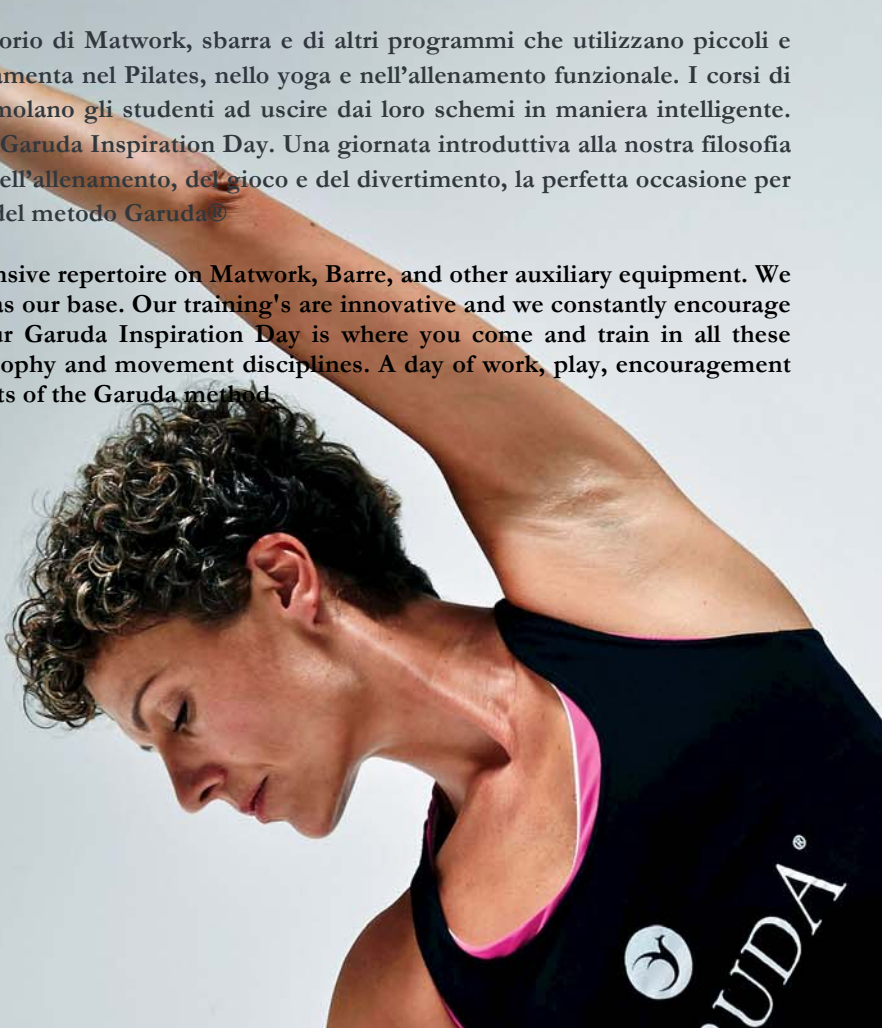 orio di Matwork, sbarra e di altri programmi che utilizzano piccoli e
amenta nel Pilates, nello yoga e nell’allenamento funzionale. I corsi di
molano gli studenti ad uscire dai loro schemi in maniera intelligente.
Garuda Inspiration Day. Una giornata introduttiva alla nostra filosofia
ell’allenamento, del gioco e del divertimento, la perfetta occasione per
del metodo Garuda®
nsive repertoire on Matwork, Barre, and other auxiliary equipment. We
as our base. Our training's are innovative and we constantly encourage
ur Garuda Inspiration Day is where you come and train in all these
ophy and movement disciplines. A day of work, play, encouragement
ts of the Garuda method.
UDA®